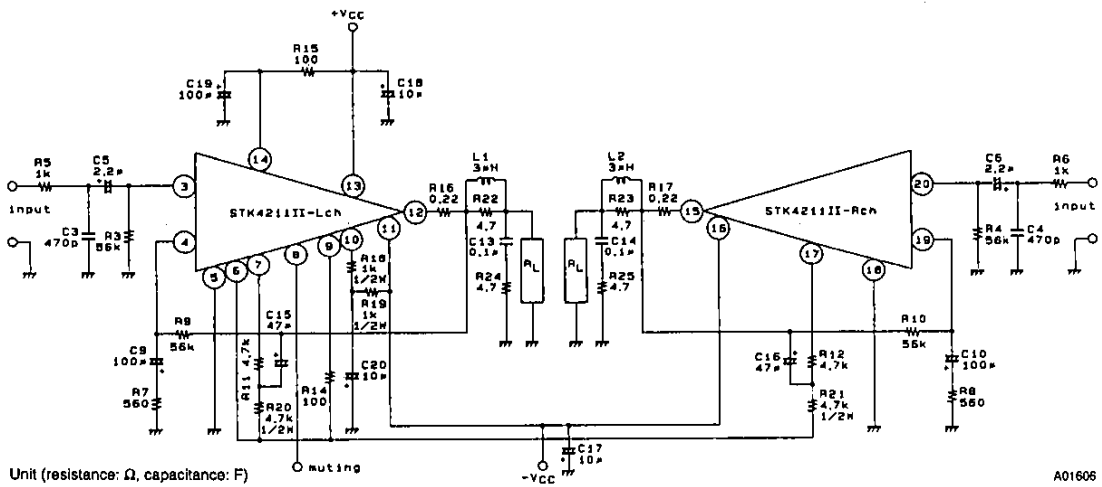 +VCC
R15
100
C19
100µ
+
C18
10µ
+
R5
1k
C5
2.2µ
+
3
14
13
input
C3
470p
R3
56k
4
STK4211II-Lch
12
R16
0.22
L1
3µH
R22
4.7
11
10
9
8
7
6
5
C13
0.1µ
R24
4.7
RL
R18
1k
1/2W
R19
1k
1/2W
L2
3µH
R23
4.7
R17
0.22
15
C14
0.1µ
R25
4.7
RL
STK4211II-Rch
16
17
18
20
19
C6
2.2µ
+
R6
1k
input
R4
56k
C4
470p
R9
56k
C9
100µ
+
R7
560
C15
47µ
+
R11 4.7k
R20
4.7k
1/2W
R14
100
C20
10µ
+
R10
56k
C16
47µ
+
R12
4.7k
R21
4.7k
1/2W
C10
100µ
+
R8
560
muting
-VCC
C17
10µ
+
Unit (resistance: Ω, capacitance: F)
A01606